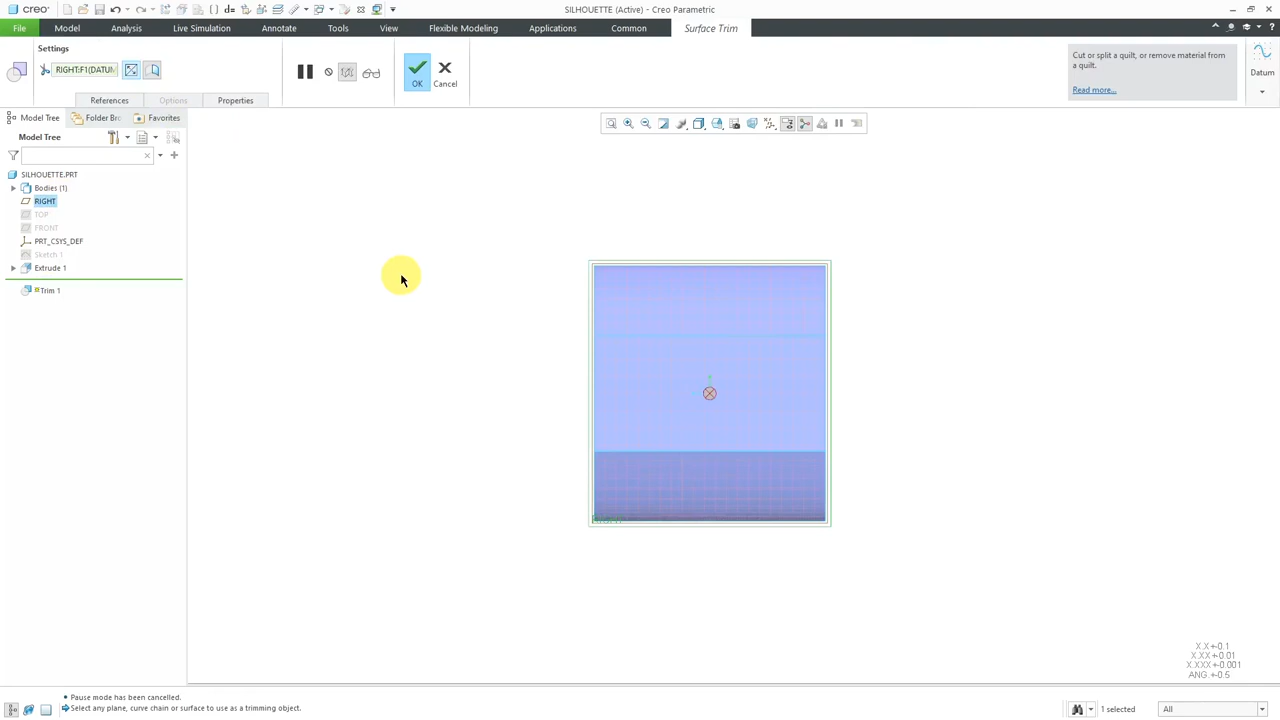 creo
SILHOUETTE (Active) - Creo Parametric
File Model Analysis Live Simulation Annotate Tools View Flexible Modeling Applications Common Surface Trim
Settings
RIGHT:F1(DATUM
OK Cancel
Cut or split a quilt, or remove material from
a quilt.
Read more...
Datum
References Options Properties
Model Tree Folder Bro Favorites
Model Tree
SILHOUETTE.PRT
Bodies (1)
RIGHT
TOP
FRONT
PRT_CSYS_DEF
Sketch 1
Extrude 1
Trim 1
X.X+-0.1
X.XX+-0.01
X.XXX+-0.001
ANG.+-0.5
Pause mode has been cancelled.
Select any plane, curve chain or surface to use as a trimming object.
1 selected
All